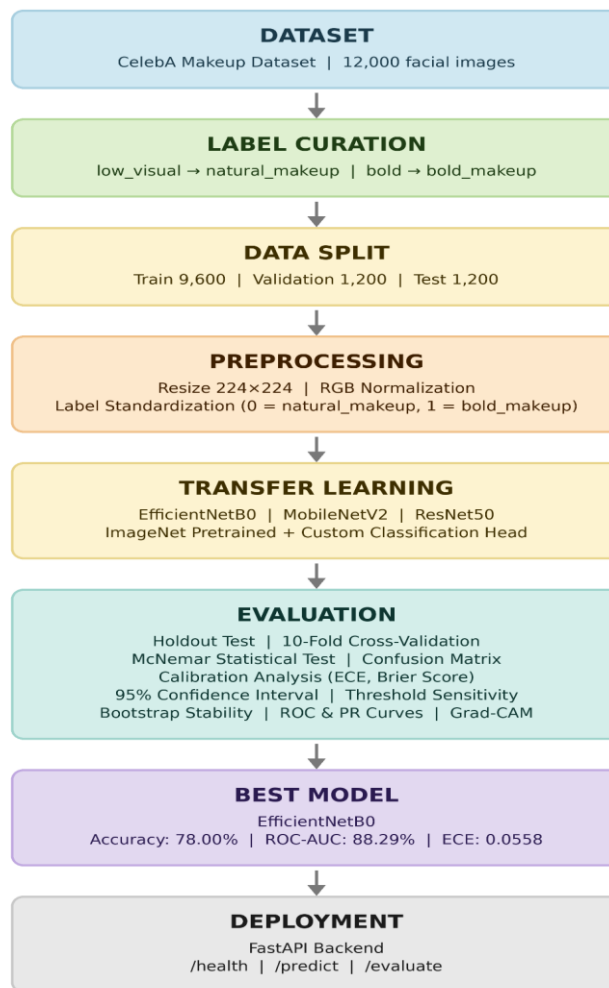 DATASET
CelebA Makeup Dataset | 12,000 facial images
LABEL CURATION
low_visual → natural_makeup | bold → bold_makeup
DATA SPLIT
Train 9,600 | Validation 1,200 | Test 1,200
PREPROCESSING
Resize 224×224 | RGB Normalization
Label Standardization (0 = natural_makeup, 1 = bold_makeup)
TRANSFER LEARNING
EfficientNetB0 | MobileNetV2 | ResNet50
ImageNet Pretrained + Custom Classification Head
EVALUATION
Holdout Test | 10-Fold Cross-Validation
McNemar Statistical Test | Confusion Matrix
Calibration Analysis (ECE, Brier Score)
95% Confidence Interval | Threshold Sensitivity
Bootstrap Stability | ROC & PR Curves | Grad-CAM
BEST MODEL
EfficientNetB0
Accuracy: 78.00% | ROC-AUC: 88.29% | ECE: 0.0558
DEPLOYMENT
FastAPI Backend
/health | /predict | /evaluate